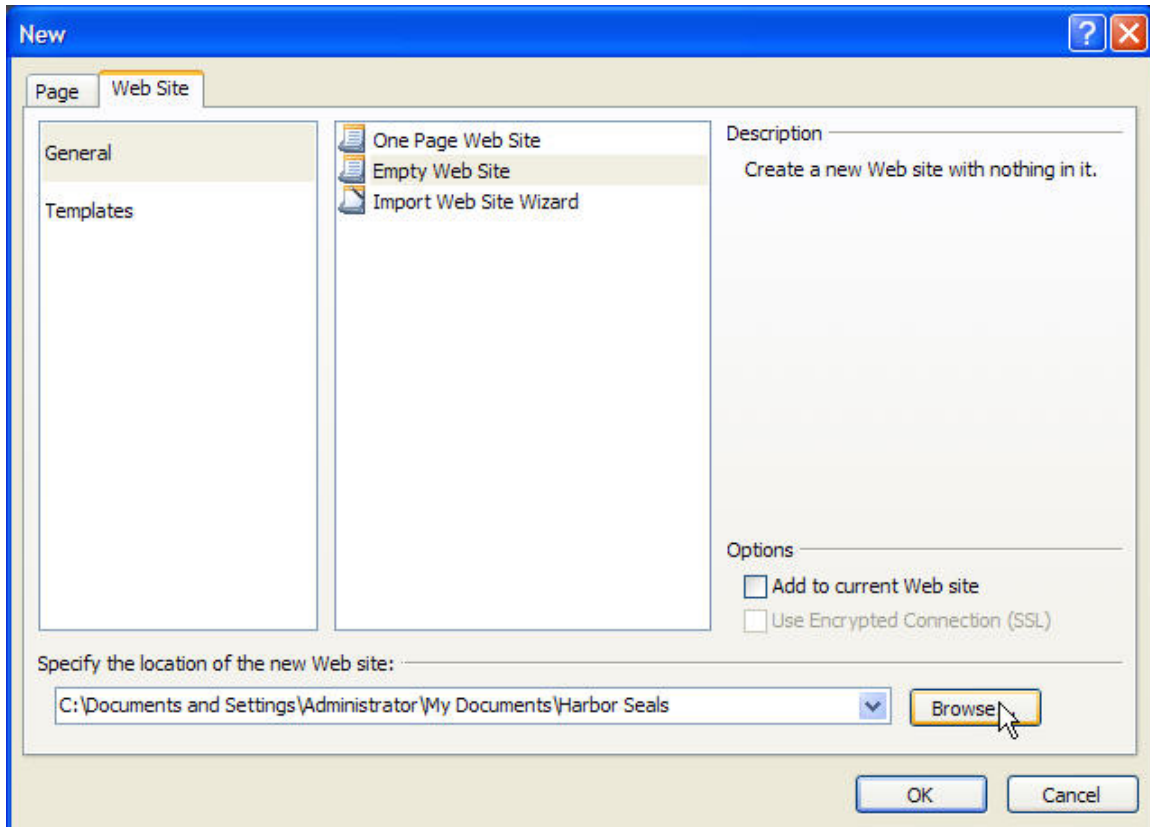 New
Page
Web Site
General
Templates
One Page Web Site
Empty Web Site
Import Web Site Wizard
Description
Create a new Web site with nothing in it.
Options
Add to current Web site
Use Encrypted Connection (SSL)
Specify the location of the new Web site:
C:\Documents and Settings\Administrator\My Documents\Harbor Seals
Browse...
OK
Cancel